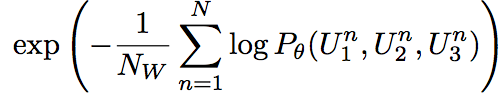 exp ( − 1/N_W ∑_{n=1}^{N} log P_θ(U_1^n, U_2^n, U_3^n) )